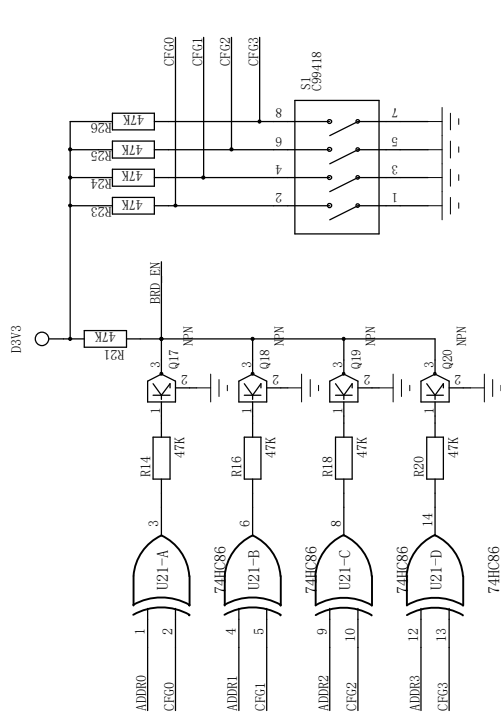 CFG0
CFG1
CFG2
CFG3
S1
C99418
R26
47K
8
7
R25
47K
6
5
R24
47K
4
3
R23
47K
2
1
D3V3
R21
47K
BRD_EN
3
Q17
NPN
2
1
3
Q18
NPN
2
1
3
Q19
NPN
2
1
3
Q20
NPN
2
1
R14
47K
R16
47K
R18
47K
R20
47K
3
U21-A
74HC86
1
2
ADDR0
CFG0
6
U21-B
74HC86
4
5
ADDR1
CFG1
8
U21-C
74HC86
9
10
ADDR2
CFG2
14
U21-D
74HC86
12
13
ADDR3
CFG3